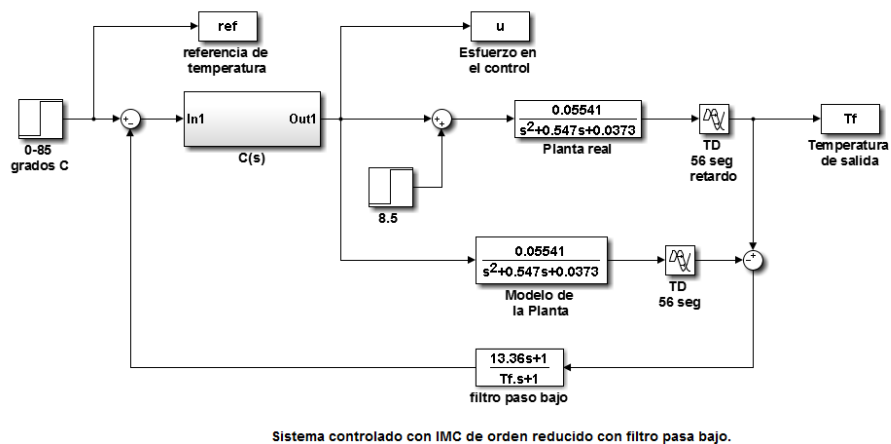 ref
referencia de
temperatura
u
Esfuerzo en
el control
0-85
grados C
In1
Out1
C(s)
8.5
0.05541
s2+0.547s+0.0373
Planta real
TD
56 seg
retardo
Tf
Temperatura
de salida
0.05541
s2+0.547s+0.0373
Modelo de
la Planta
TD
56 seg
13.36s+1
Tf.s+1
filtro paso bajo
Sistema controlado con IMC de orden reducido con filtro pasa bajo.